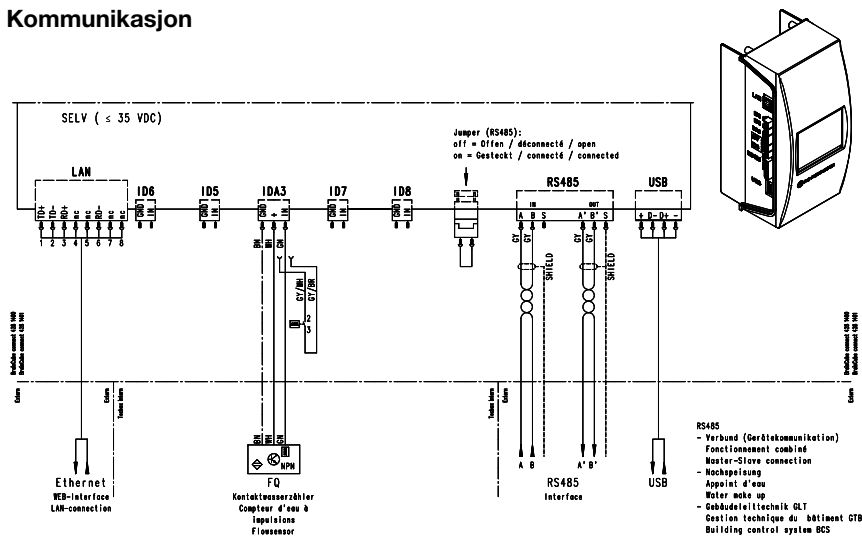 Kommunikasjon
SELV ( ≤ 35 VDC)
Jumper (RS485):
off = Offen / déconnecté / open
on = Gesteckt / connecté / connected
LAN
ID6
ID5
IDA3
ID7
ID8
RS485
USB
IN
OUT
TD+
TD-
RD+
nc
nc
RD-
nc
nc
GND
IN
GND
IN
GND
+
IN
GND
IN
GND
IN
A B S
A' B' S
+ D- D+ -
1 2 3 4 5 6 7 8
BN
WH
GN
GY
GY
GY
GY
SHIELD
SHIELD
GY/WH
GY/BR
2
3
Extern
Extern
Extern
BN
WH
GN
NPN
A B
A' B'
Ethernet
WEB-Interface
LAN-connection
FQ
Kontaktwasserzähler
Compteur d'eau à
impulsions
Flowsensor
RS485
Interface
USB
RS485
- Verbund (Gerätekommunikation)
Fonctionnement combiné
Master-Slave connection
- Nachspeisung
Appoint d'eau
Water make up
- Gebäudeleittechnik GLT
Gestion technique du bâtiment GTB
Building control system BCS